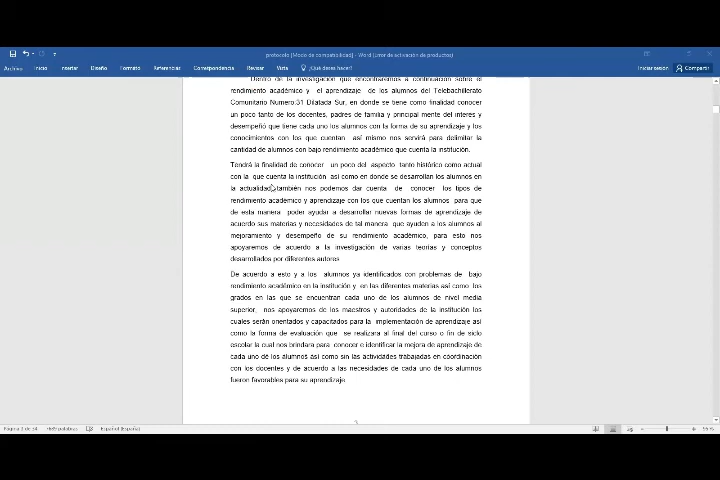 protocolo [Modo de compatibilidad] - Word (Error de activación de productos)
Archivo Inicio Insertar Diseño Formato Referencias Correspondencia Revisar Vista ¿Qué desea hacer? Iniciar sesión Compartir
Dentro de la investigación que encontraremos a continuación sobre el
rendimiento académico y el aprendizaje de los alumnos del Telebachillerato
Comunitario Numero:31 Dilatada Sur, en donde se tiene como finalidad conocer
un poco tanto de los docentes, padres de familia y principal mente del interes y
desempeñó que tiene cada uno los alumnos con la forma de su aprendizaje y los
conocimientos con los que cuentan así mismo nos servirá para delimitar la
cantidad de alumnos con bajo rendimiento académico que cuenta la institución.
Tendrá la finalidad de conocer un poco del aspecto tanto histórico como actual
con la que cuenta la institución así como en donde se desarrollan los alumnos en
la actualidad también nos podemos dar cuenta de conocer los tipos de
rendimiento académico y aprendizaje con los que cuentan los alumnos para que
de esta manera poder ayudar a desarrollar nuevas formas de aprendizaje de
acuerdo sus materias y necesidades de tal manera que ayuden a los alumnos al
mejoramiento y desempeño de su rendimiento académico, para esto nos
apoyaremos de acuerdo a la investigación de varias teorías y conceptos
desarrollados por diferentes autores
De acuerdo a esto y a los alumnos ya identificados con problemas de bajo
rendimiento académico en la institución y en las diferentes materias así como los
grados en las que se encuentran cada uno de los alumnos de nivel media
superior, nos apoyaremos de los maestros y autoridades de la institución los
cuales serán orientados y capacitados para la implementación de aprendizaje así
como la forma de evaluación que se realizara al final del curso o fin de siclo
escolar la cual nos brindara para conocer e identificar la mejora de aprendizaje de
cada uno de los alumnos así como sin las actividades trabajadas en coordinación
con los docentes y de acuerdo a las necesidades de cada uno de los alumnos
fueron favorables para su aprendizaje
Página 3 de 34 7689 palabras Español (España) 96%